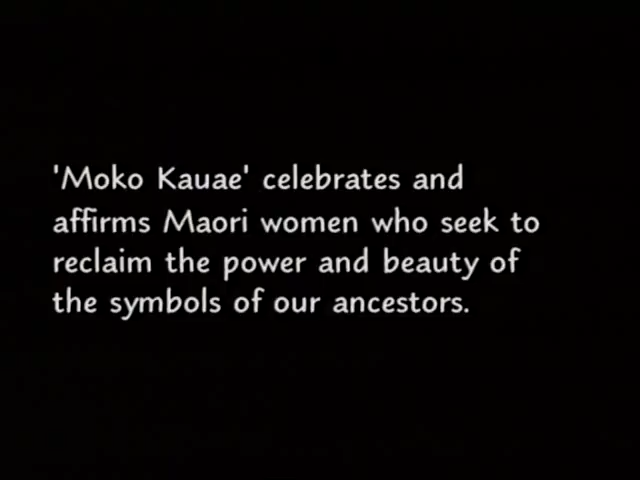 'Moko Kauae' celebrates and
affirms Maori women who seek to
reclaim the power and beauty of
the symbols of our ancestors.